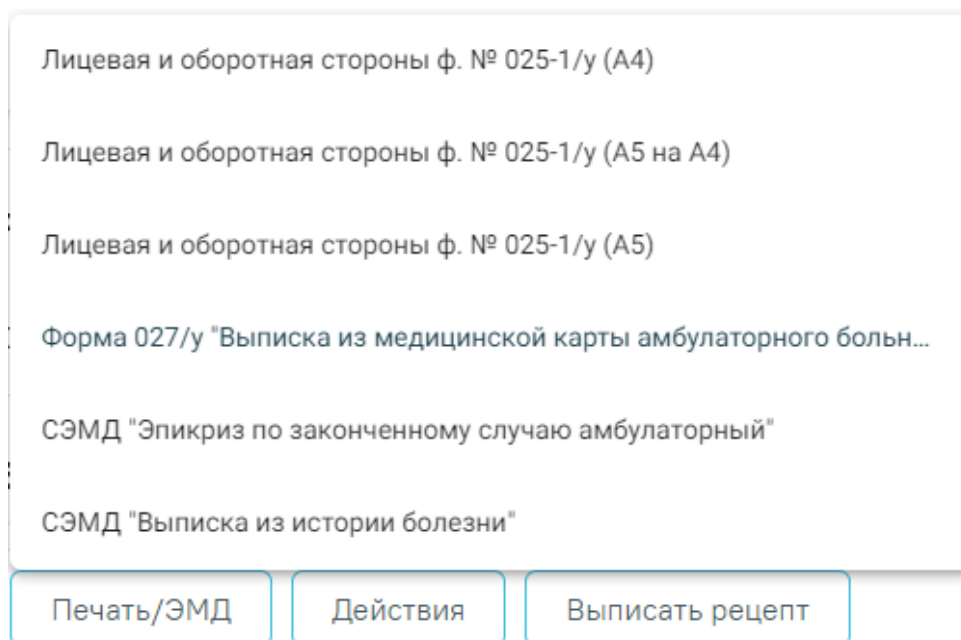 Лицевая и оборотная стороны ф. № 025-1/у (А4)
Лицевая и оборотная стороны ф. № 025-1/у (А5 на А4)
Лицевая и оборотная стороны ф. № 025-1/у (А5)
Форма 027/у "Выписка из медицинской карты амбулаторного больн...
СЭМД "Эпикриз по законченному случаю амбулаторный"
СЭМД "Выписка из истории болезни"
Печать/ЭМД Действия Выписать рецепт